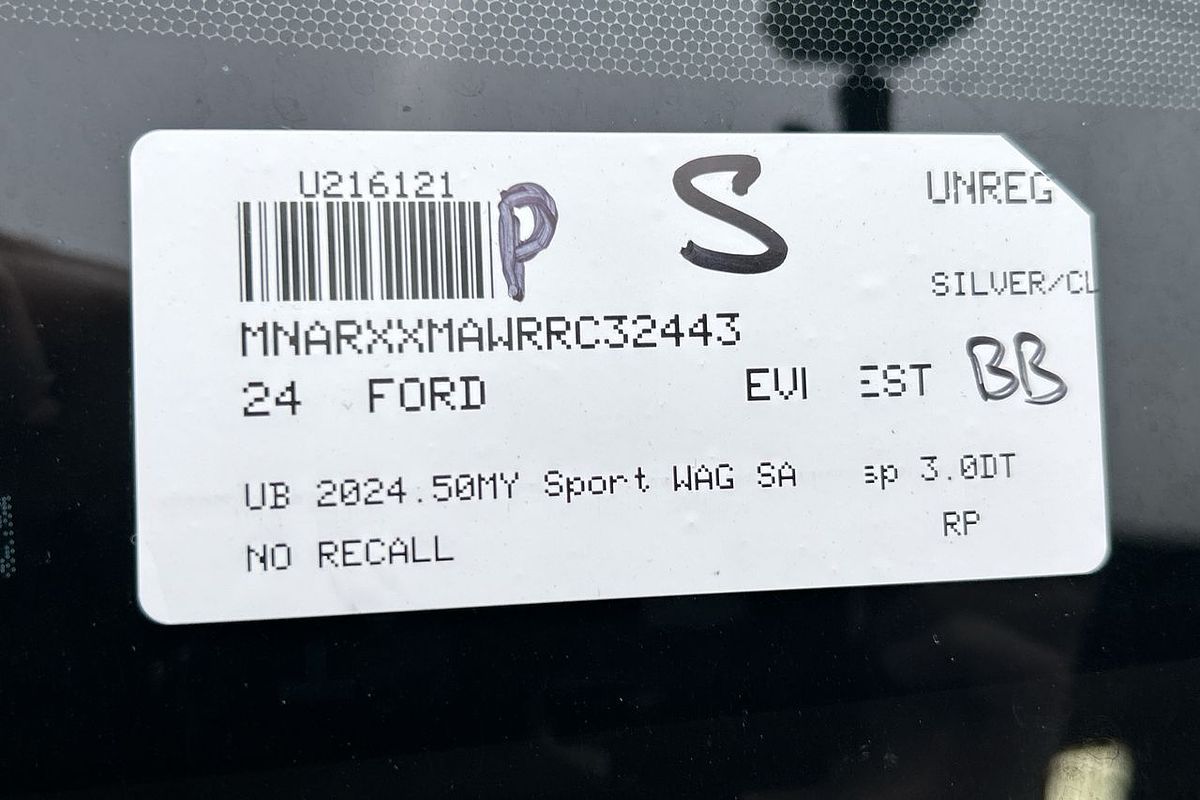 U216121 P S UNREG
SILVER/CL
MNARXXMAWRRC32443
24 FORD EST BB
UB 2024.50MY Sport WAG SA sp 3.0DT
RP
NO RECALL